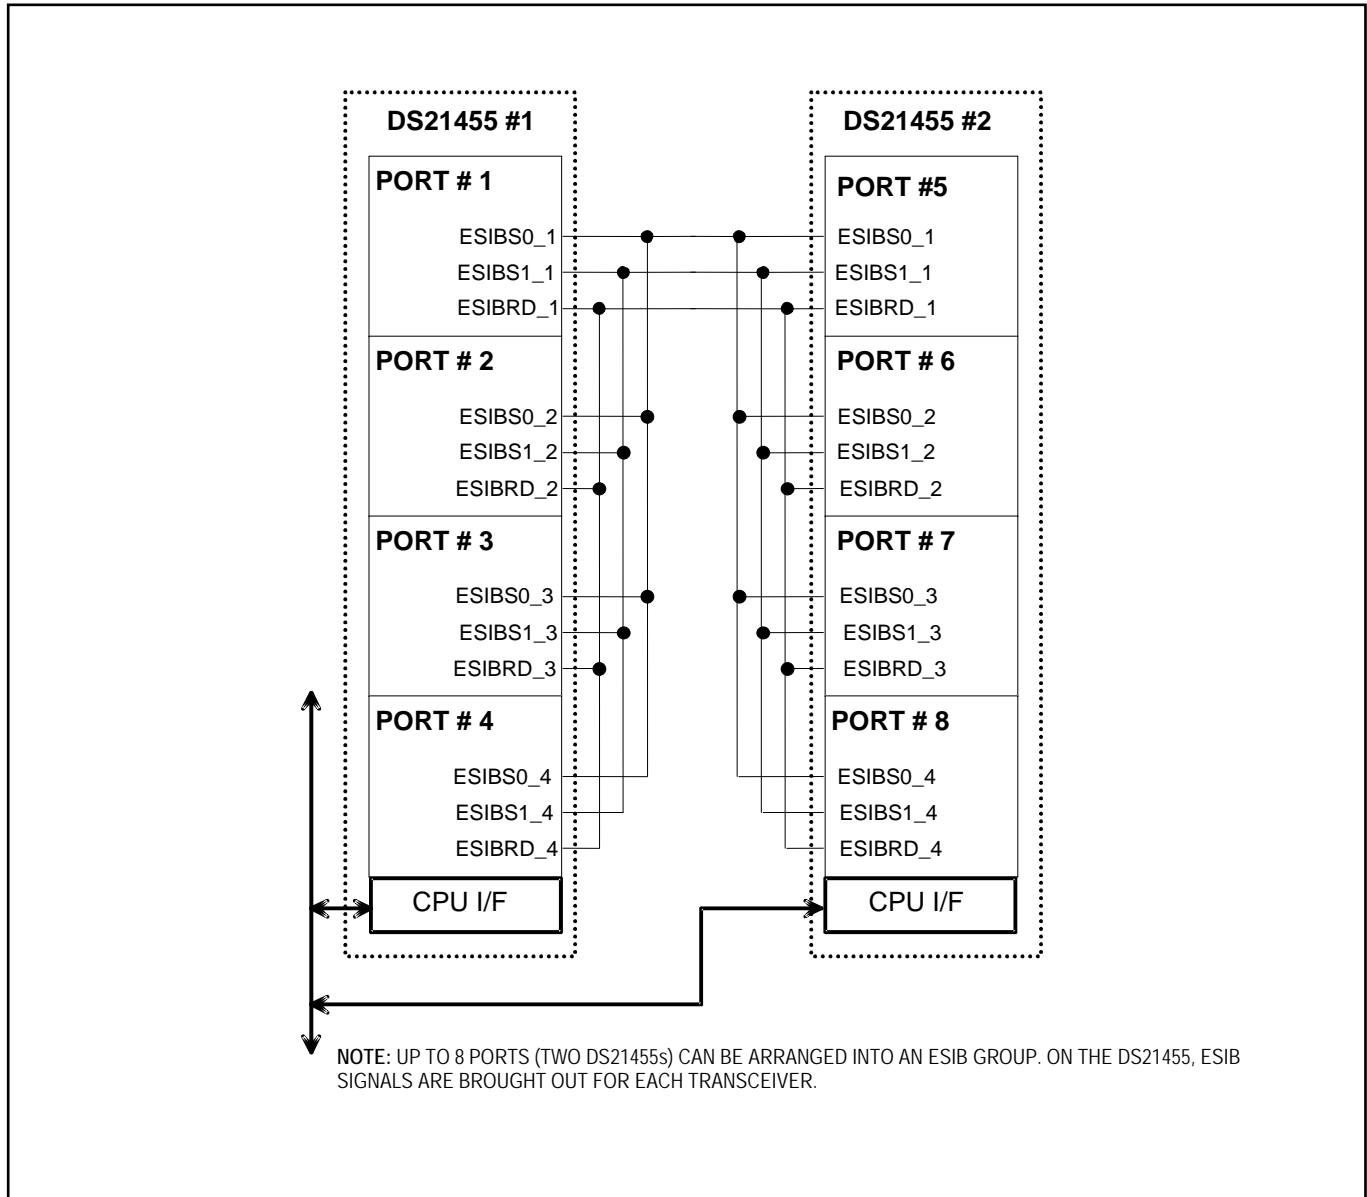 DS21455 #1
PORT # 1
ESIBS0_1
ESIBS1_1
ESIBRD_1
PORT # 2
ESIBS0_2
ESIBS1_2
ESIBRD_2
PORT # 3
ESIBS0_3
ESIBS1_3
ESIBRD_3
PORT # 4
ESIBS0_4
ESIBS1_4
ESIBRD_4
CPU I/F
DS21455 #2
PORT #5
ESIBS0_1
ESIBS1_1
ESIBRD_1
PORT # 6
ESIBS0_2
ESIBS1_2
ESIBRD_2
PORT # 7
ESIBS0_3
ESIBS1_3
ESIBRD_3
PORT # 8
ESIBS0_4
ESIBS1_4
ESIBRD_4
CPU I/F
NOTE: UP TO 8 PORTS (TWO DS21455s) CAN BE ARRANGED INTO AN ESIB GROUP. ON THE DS21455, ESIB
SIGNALS ARE BROUGHT OUT FOR EACH TRANSCEIVER.